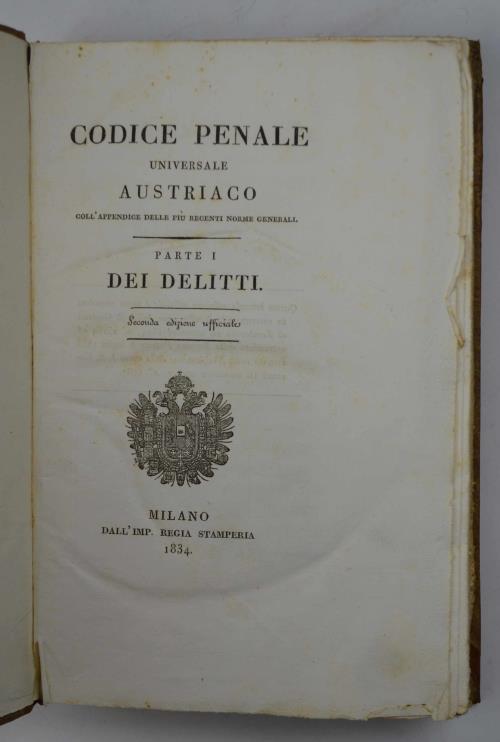 CODICE PENALE
UNIVERSALE
AUSTRIACO
COLL'APPENDICE DELLE PIÙ RECENTI NORME GENERALI.
PARTE I
DEI DELITTI.
Seconda edizione ufficiale
MILANO
DALL'IMP. REGIA STAMPERIA
1834.